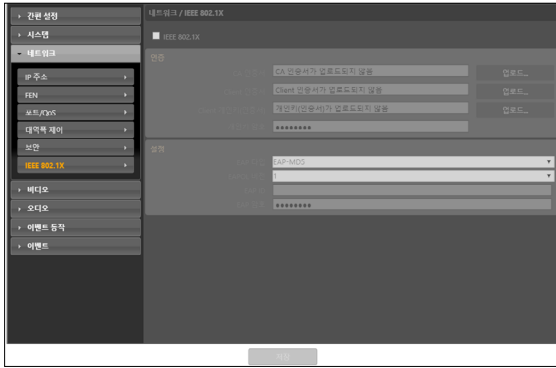 간편 설정
시스템
네트워크
IP 주소
FEN
포트/QoS
대역폭 제어
보안
IEEE 802.1X
비디오
오디오
이벤트 동작
이벤트
네트워크 / IEEE 802.1X
IEEE 802.1X
인증
CA 인증서가 업로드되지 않음 업로드...
Client 인증서가 업로드되지 않음 업로드...
개인키(인증서)가 업로드되지 않음 업로드...
●●●●●●●●
설정
EAP-MD5
1
●●●●●●●●
저장